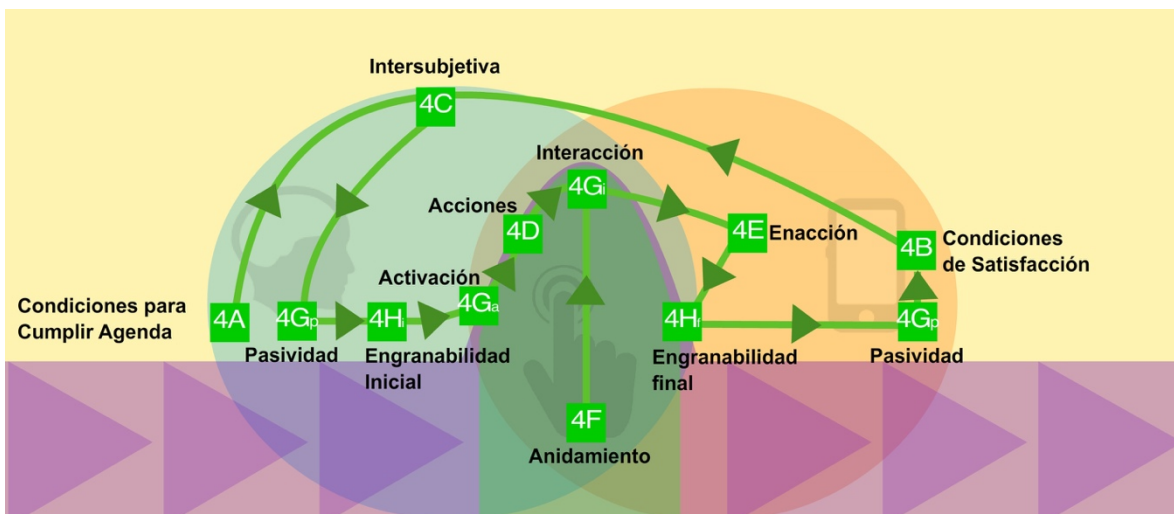 Intersubjetiva
4C
Interacción
4Gi
Acciones
4D
4E
Enacción
4B
Condiciones
de Satisfacción
Activación
4Ga
Condiciones para
Cumplir Agenda
4A
4Gp
Pasividad
4Hi
Engranabilidad
Inicial
4Hf
Engranabilidad
final
4Gp
Pasividad
4F
Anidamiento